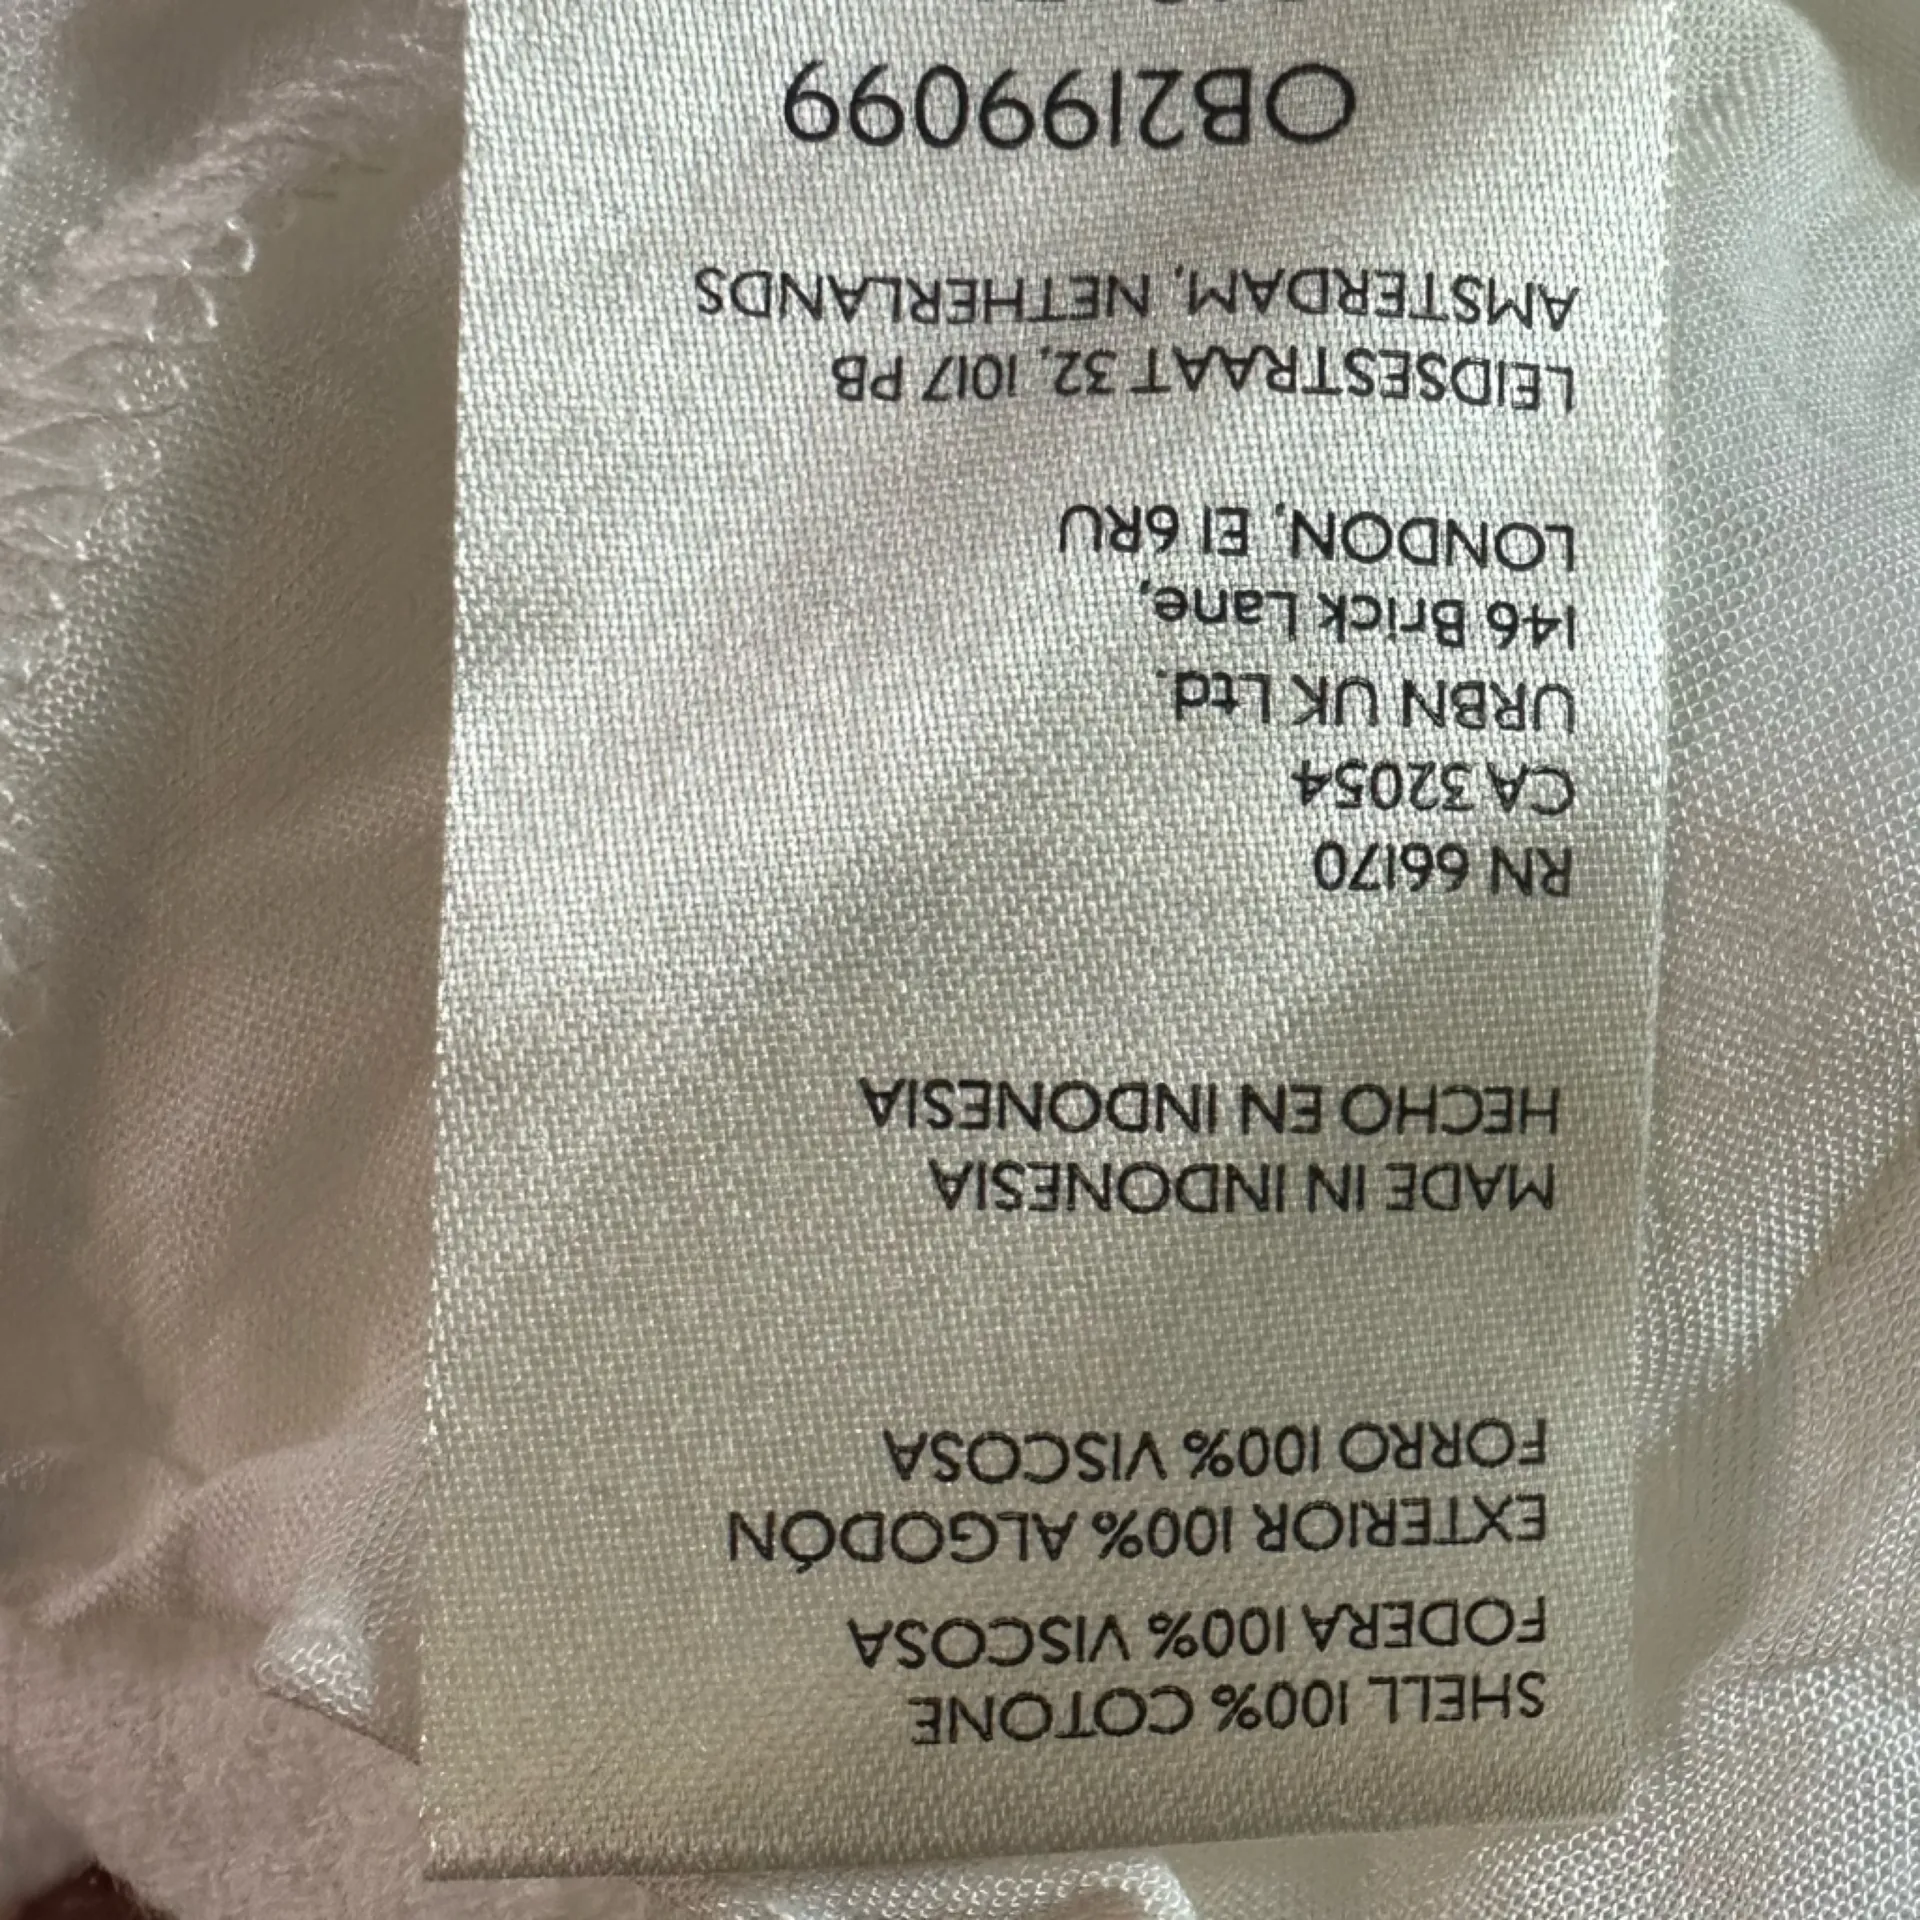 SHELL 100% COTONE
FODERA 100% VISCOSA
EXTERIOR 100% ALGODÓN
FORRO 100% VISCOSA
MADE IN INDONESIA
HECHO EN INDONESIA
RN 66170
CA 32054
URBN UK Ltd.
146 Brick Lane,
LONDON, E1 6RU
LEIDSESTRAAT 32, 1017 PB
AMSTERDAM, NETHERLANDS
OB2199099